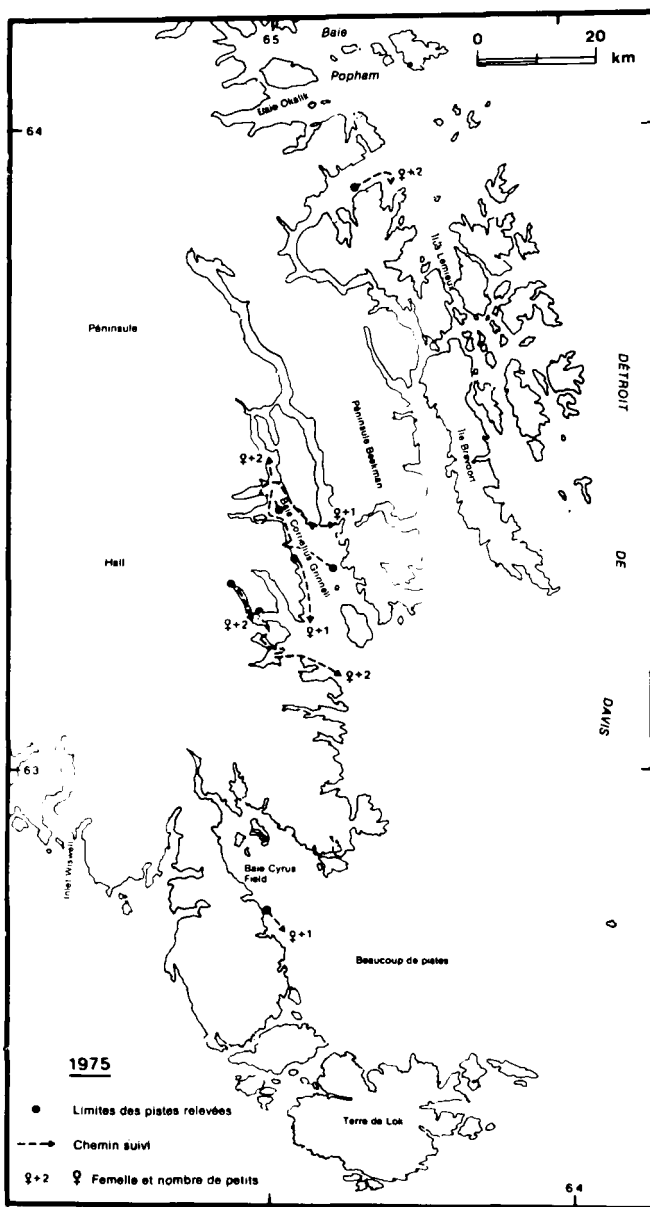 65
Baie
Popham
0 20
km
Baie Okalik
64
♀+2
Île Lemieux
Péninsule
DÉTROIT
Péninsule Beekman
Île Brevoort
♀+2
♀+1
Baie Cornelius Grinnell
DE
Hall
♀+2
♀+1
♀+2
DAVIS
63
Inlet Wiswell
Baie Cyrus
Field
♀+1
Beaucoup de pistes
1975
Limites des pistes relevées
Terre de Lok
Chemin suivi
♀+2 ♀ Femelle et nombre de petits
64